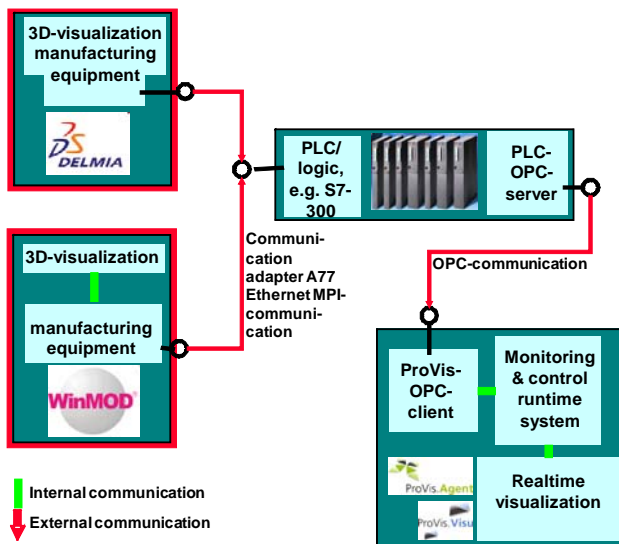 3D-visualization
manufacturing
equipment
DS
DELMIA
PLC/
logic,
e.g. S7-
300
PLC-
OPC-
server
3D-visualization
manufacturing
equipment
WinMOD®
Communi-
cation
adapter A77
Ethernet MPI-
communi-
cation
OPC-communication
ProVis-
OPC-
client
Monitoring
& control
runtime
system
Realtime
visualization
ProVis.Agent
ProVis.Visu
Internal communication
External communication